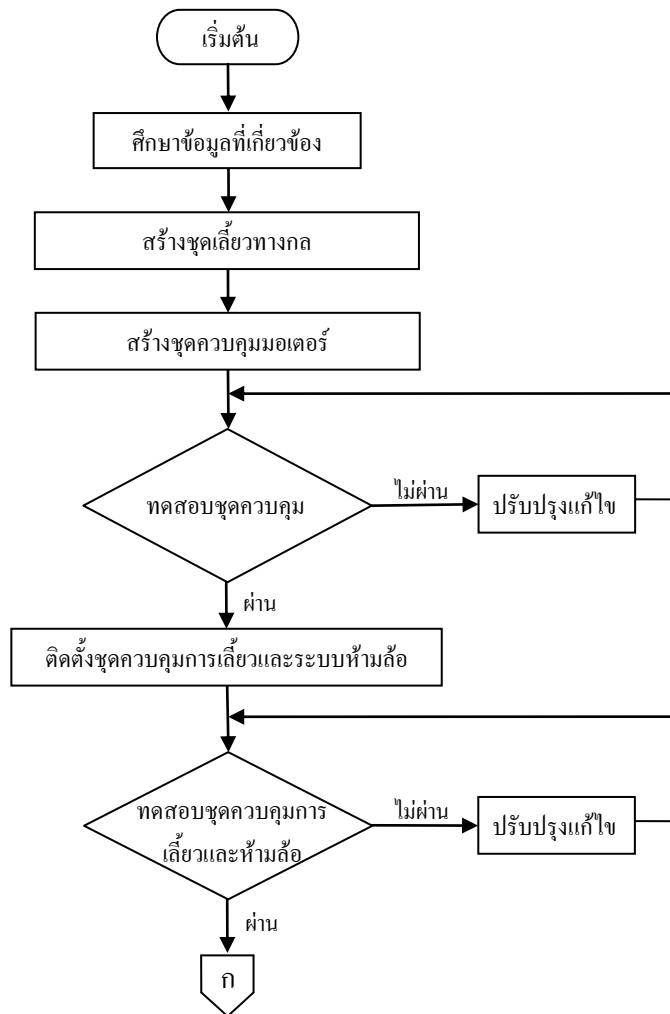 เริ่มต้น
ศึกษาข้อมูลที่เกี่ยวข้อง
สร้างชุดเลี้ยวทางกล
สร้างชุดควบคุมมอเตอร์
ทดสอบชุดควบคุม
ไม่ผ่าน
ปรับปรุงแก้ไข
ผ่าน
ติดตั้งชุดควบคุมการเลี้ยวและระบบห้ามล้อ
ทดสอบชุดควบคุมการ
เลี้ยวและห้ามล้อ
ไม่ผ่าน
ปรับปรุงแก้ไข
ผ่าน
ก